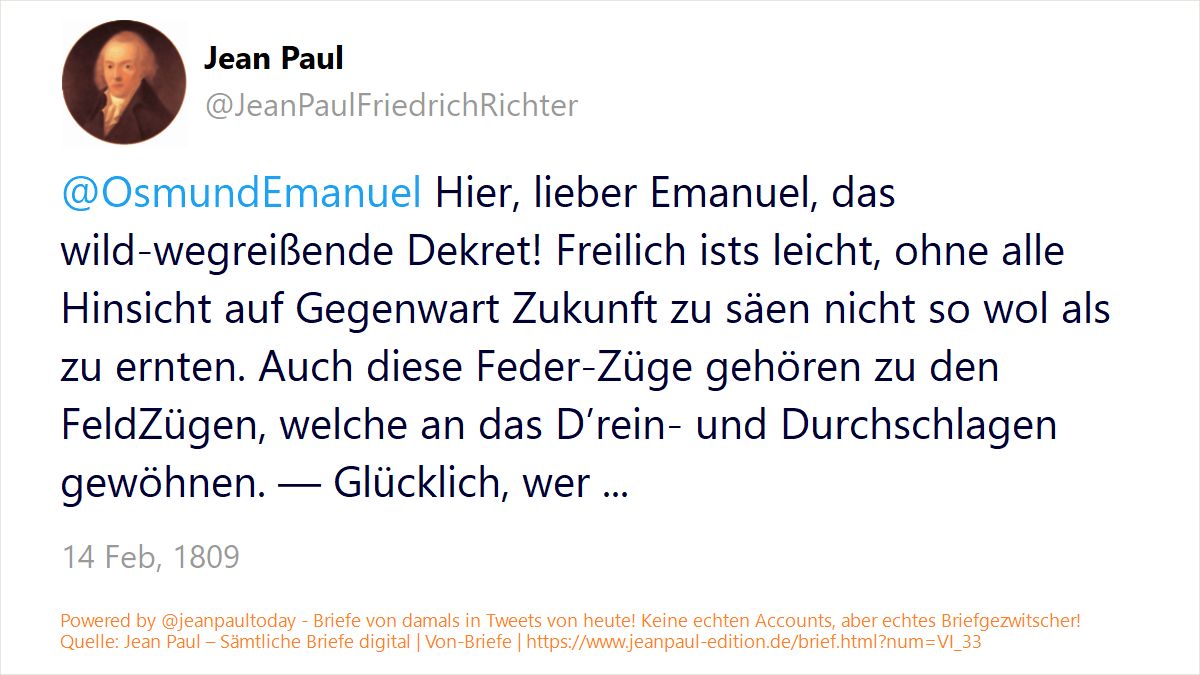 Jean Paul
@JeanPaulFriedrichRichter
@OsmundEmanuel Hier, lieber Emanuel, das
wild-wegreißende Dekret! Freilich ists leicht, ohne alle
Hinsicht auf Gegenwart Zukunft zu säen nicht so wol als
zu ernten. Auch diese Feder-Züge gehören zu den
FeldZügen, welche an das D’rein- und Durchschlagen
gewöhnen. — Glücklich, wer ...
14 Feb, 1809
Powered by @jeanpaultoday - Briefe von damals in Tweets von heute! Keine echten Accounts, aber echtes Briefgezwitscher!
Quelle: Jean Paul – Sämtliche Briefe digital | Von-Briefe | https://www.jeanpaul-edition.de/brief.html?num=VI_33